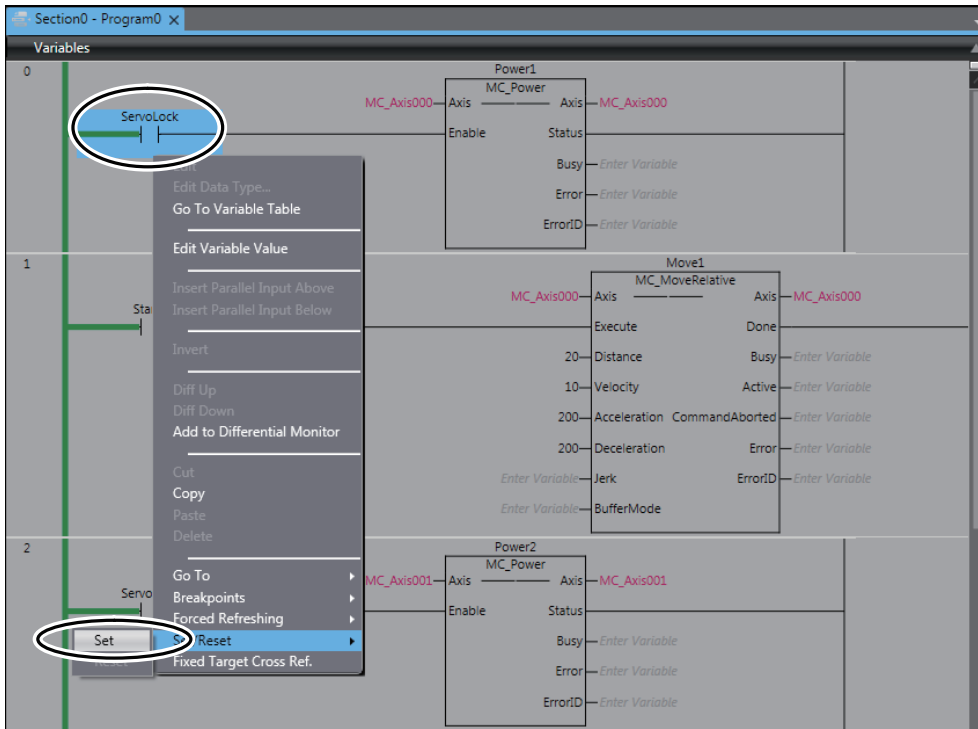 Section0 - Program0
Variables
0
Power1
MC_Power
MC_Axis000 Axis Axis MC_Axis000
ServoLock
Enable Status
Busy Enter Variable
Error Enter Variable
ErrorID Enter Variable
Edit
Edit Data Type...
Go To Variable Table
Edit Variable Value
Insert Parallel Input Above
Insert Parallel Input Below
Invert
Diff Up
Diff Down
Add to Differential Monitor
Cut
Copy
Paste
Delete
Go To
Breakpoints
Forced Refreshing
Set/Reset
Fixed Target Cross Ref.
Set
Reset
1
Move1
MC_MoveRelative
MC_Axis000 Axis Axis MC_Axis000
Sta
Execute Done
20 Distance Busy Enter Variable
10 Velocity Active Enter Variable
200 Acceleration CommandAborted Enter Variable
200 Deceleration Error Enter Variable
Enter Variable Jerk ErrorID Enter Variable
Enter Variable BufferMode
2
Power2
MC_Power
MC_Axis001 Axis Axis MC_Axis001
Servo
Enable Status
Busy Enter Variable
Error Enter Variable
ErrorID Enter Variable